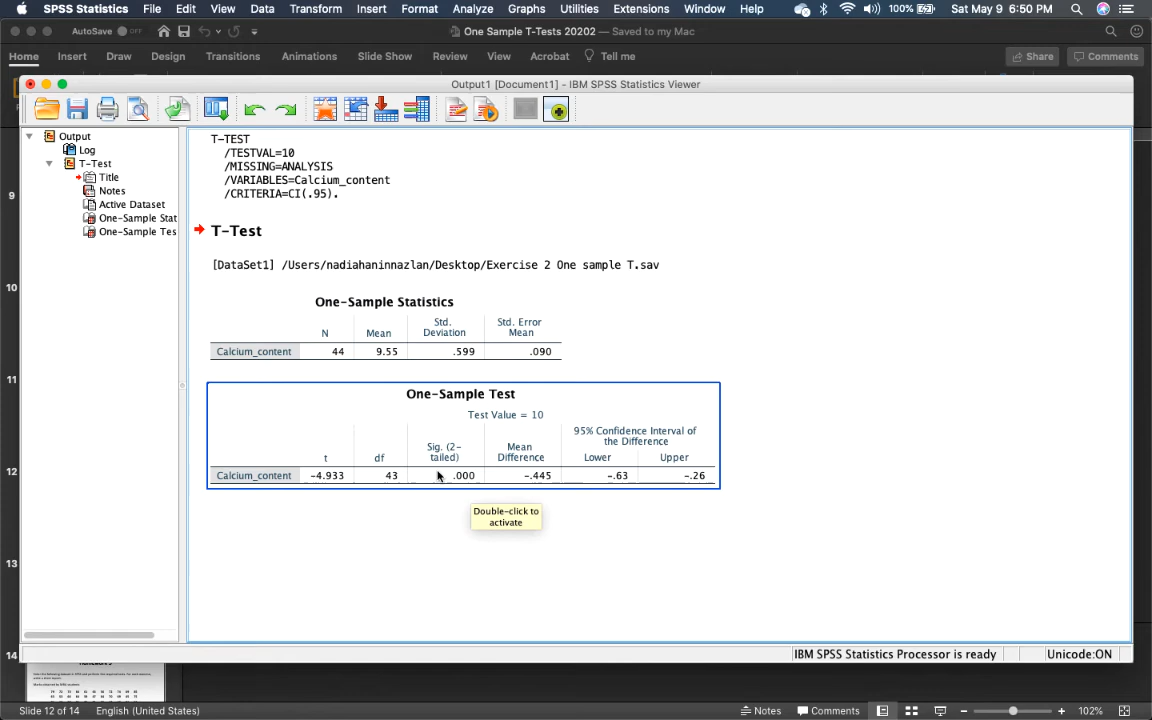 SPSS Statistics File Edit View Data Transform Insert Format Analyze Graphs Utilities Extensions Window Help 100% Sat May 9 6:50 PM
AutoSave OFF One Sample T-Tests 20202 — Saved to my Mac
Home Insert Draw Design Transitions Animations Slide Show Review View Acrobat Tell me Share Comments
Output1 [Document1] - IBM SPSS Statistics Viewer
Output
Log
T-Test
Title
Notes
Active Dataset
One-Sample Stat
One-Sample Tes
T-TEST
/TESTVAL=10
/MISSING=ANALYSIS
/VARIABLES=Calcium_content
/CRITERIA=CI(.95).
T-Test
[DataSet1] /Users/nadiahaninnazlan/Desktop/Exercise 2 One sample T.sav
One-Sample Statistics
N Mean Std. Deviation Std. Error Mean
Calcium_content 44 9.55 .599 .090
One-Sample Test
Test Value = 10
95% Confidence Interval of the Difference
t df Sig. (2-tailed) Mean Difference Lower Upper
Calcium_content -4.933 43 .000 -.445 -.63 -.26
Double-click to
activate
9
10
11
12
13
14
IBM SPSS Statistics Processor is ready Unicode:ON
Slide 12 of 14 English (United States) Notes Comments 102%